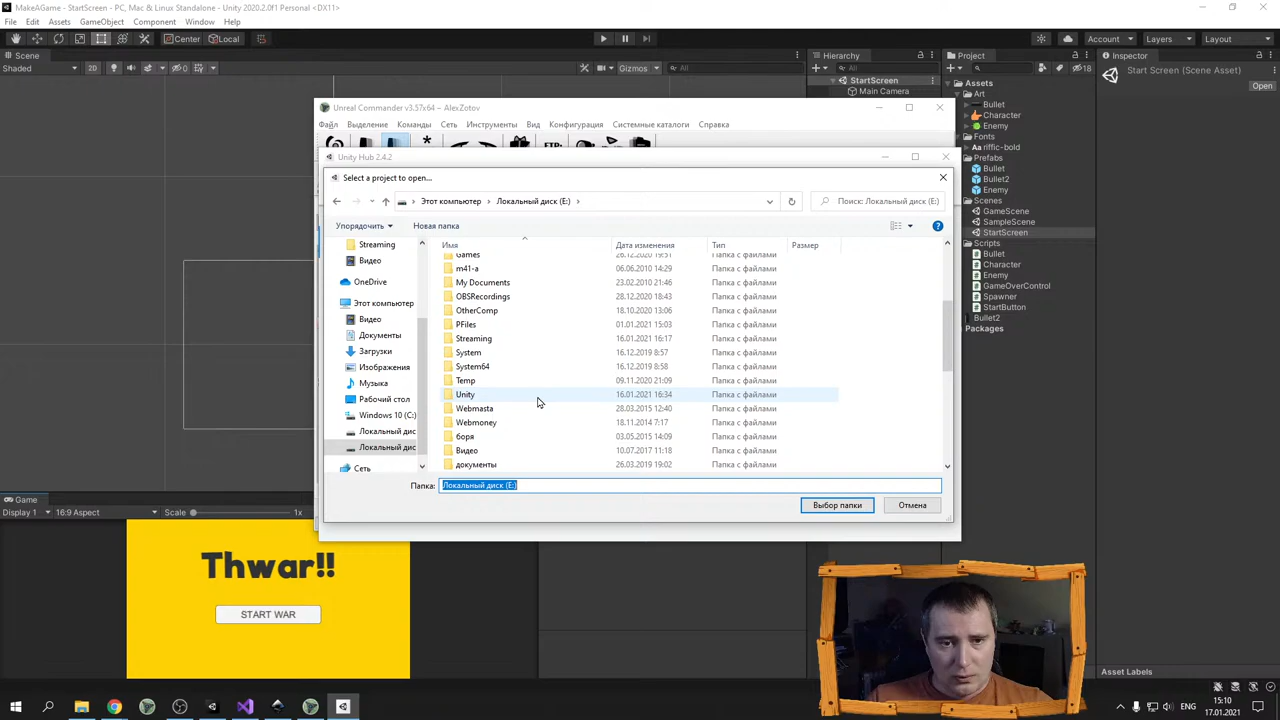 MakeAGame - StartScreen - PC, Mac & Linux Standalone - Unity 2020.2.0f1 Personal <DX11>
File Edit Assets GameObject Component Window Help
Center Local Account Layers Layout
Scene
Shaded 2D 0 Gizmos All
Hierarchy
All
StartScreen
Main Camera
Project
18
Assets
Art
Bullet
Character
Enemy
Fonts
Aa riffic-bold
Prefabs
Bullet
Bullet2
Enemy
Scenes
GameScene
SampleScene
StartScreen
Scripts
Bullet
Character
Enemy
GameOverControl
Spawner
StartButton
Bullet2
Packages
Inspector
Start Screen (Scene Asset)
Open
Asset Labels
Unreal Commander v3.57x64 – AlexZotov
Файл Выделение Команды Сеть Инструменты Вид Конфигурация Системные каталоги Справка
FTP
Unity Hub 2.4.2
Select a project to open...
Этот компьютер Локальный диск (E:)
Поиск: Локальный диск (E:)
Упорядочить Новая папка
Streaming
Видео
OneDrive
Этот компьютер
Видео
Документы
Загрузки
Изображения
Музыка
Рабочий стол
Windows 10 (C:)
Локальный дис
Локальный дис
Сеть
Имя Дата изменения Тип Размер
Games 26.12.2020 19:51 Папка с файлами
m41-a 06.06.2010 14:29 Папка с файлами
My Documents 23.02.2010 21:46 Папка с файлами
OBSRecordings 28.12.2020 18:43 Папка с файлами
OtherComp 18.10.2020 13:06 Папка с файлами
PFiles 01.01.2021 15:03 Папка с файлами
Streaming 16.01.2021 16:17 Папка с файлами
System 16.12.2019 8:57 Папка с файлами
System64 16.12.2019 8:58 Папка с файлами
Temp 09.11.2020 21:09 Папка с файлами
Unity 16.01.2021 16:34 Папка с файлами
Webmasta 28.03.2015 12:40 Папка с файлами
Webmoney 18.11.2014 7:17 Папка с файлами
боря 03.05.2015 14:09 Папка с файлами
Видео 10.07.2017 11:18 Папка с файлами
документы 26.03.2019 19:02 Папка с файлами
Папка: Локальный диск (E:)
Выбор папки Отмена
Game
Display 1 16:9 Aspect Scale 1x
Thwar!!
START WAR
15:10
17.01.2021